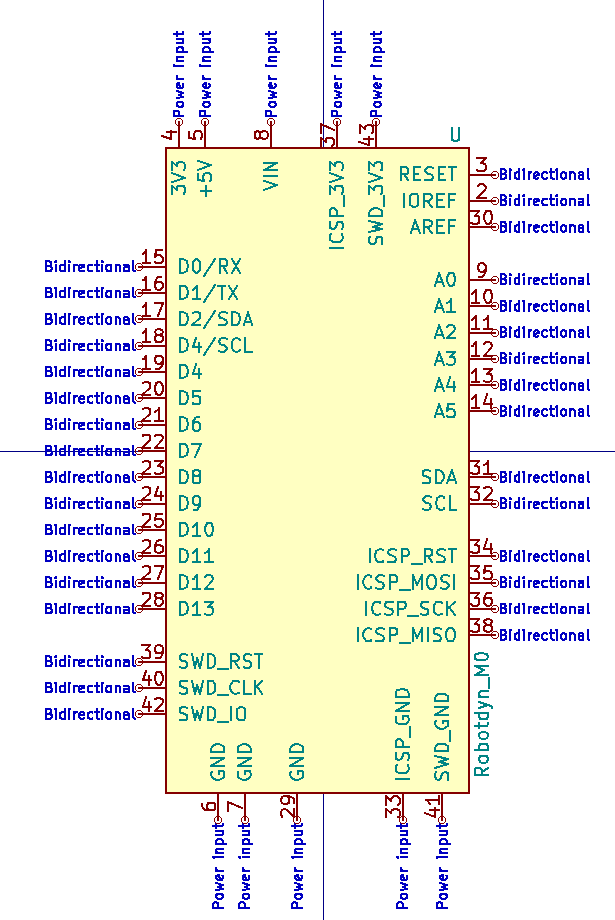 Power input Power input Power input Power input Power input
4 5 8 37 43
U
3V3 +5V VIN ICSP_3V3 SWD_3V3
RESET 3 Bidirectional
IOREF 2 Bidirectional
AREF 30 Bidirectional
Bidirectional 15 D0/RX
A0 9 Bidirectional
Bidirectional 16 D1/TX
A1 10 Bidirectional
Bidirectional 17 D2/SDA
A2 11 Bidirectional
Bidirectional 18 D4/SCL
A3 12 Bidirectional
Bidirectional 19 D4
A4 13 Bidirectional
Bidirectional 20 D5
A5 14 Bidirectional
Bidirectional 21 D6
Bidirectional 22 D7
Bidirectional 23 D8
SDA 31 Bidirectional
Bidirectional 24 D9
SCL 32 Bidirectional
Bidirectional 25 D10
Bidirectional 26 D11
ICSP_RST 34 Bidirectional
Bidirectional 27 D12
ICSP_MOSI 35 Bidirectional
Bidirectional 28 D13
ICSP_SCK 36 Bidirectional
ICSP_MISO 38 Bidirectional
Bidirectional 39 SWD_RST
Bidirectional 40 SWD_CLK
Bidirectional 42 SWD_IO
Robotdyn_M0
GND GND GND ICSP_GND SWD_GND
6 7 29 33 41
Power input Power input Power input Power input Power input